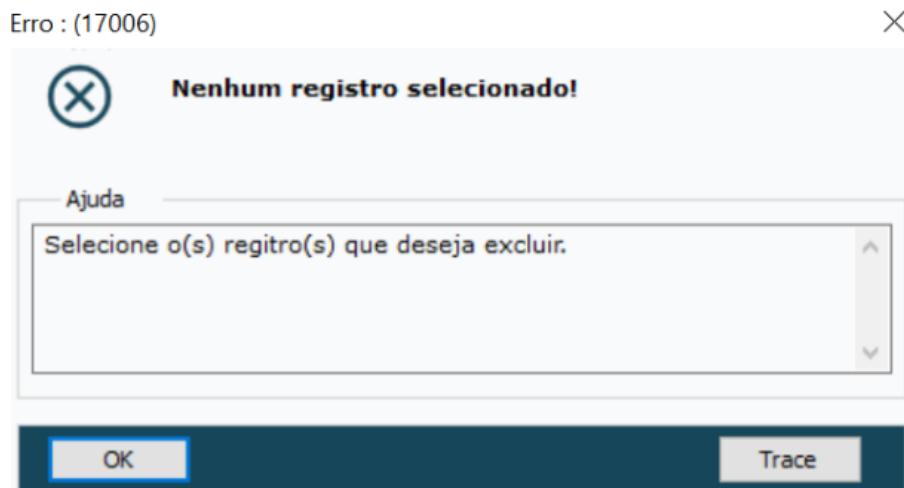 Erro : (17006)
Nenhum registro selecionado!
Ajuda
Selecione o(s) regitro(s) que deseja excluir.
OK
Trace